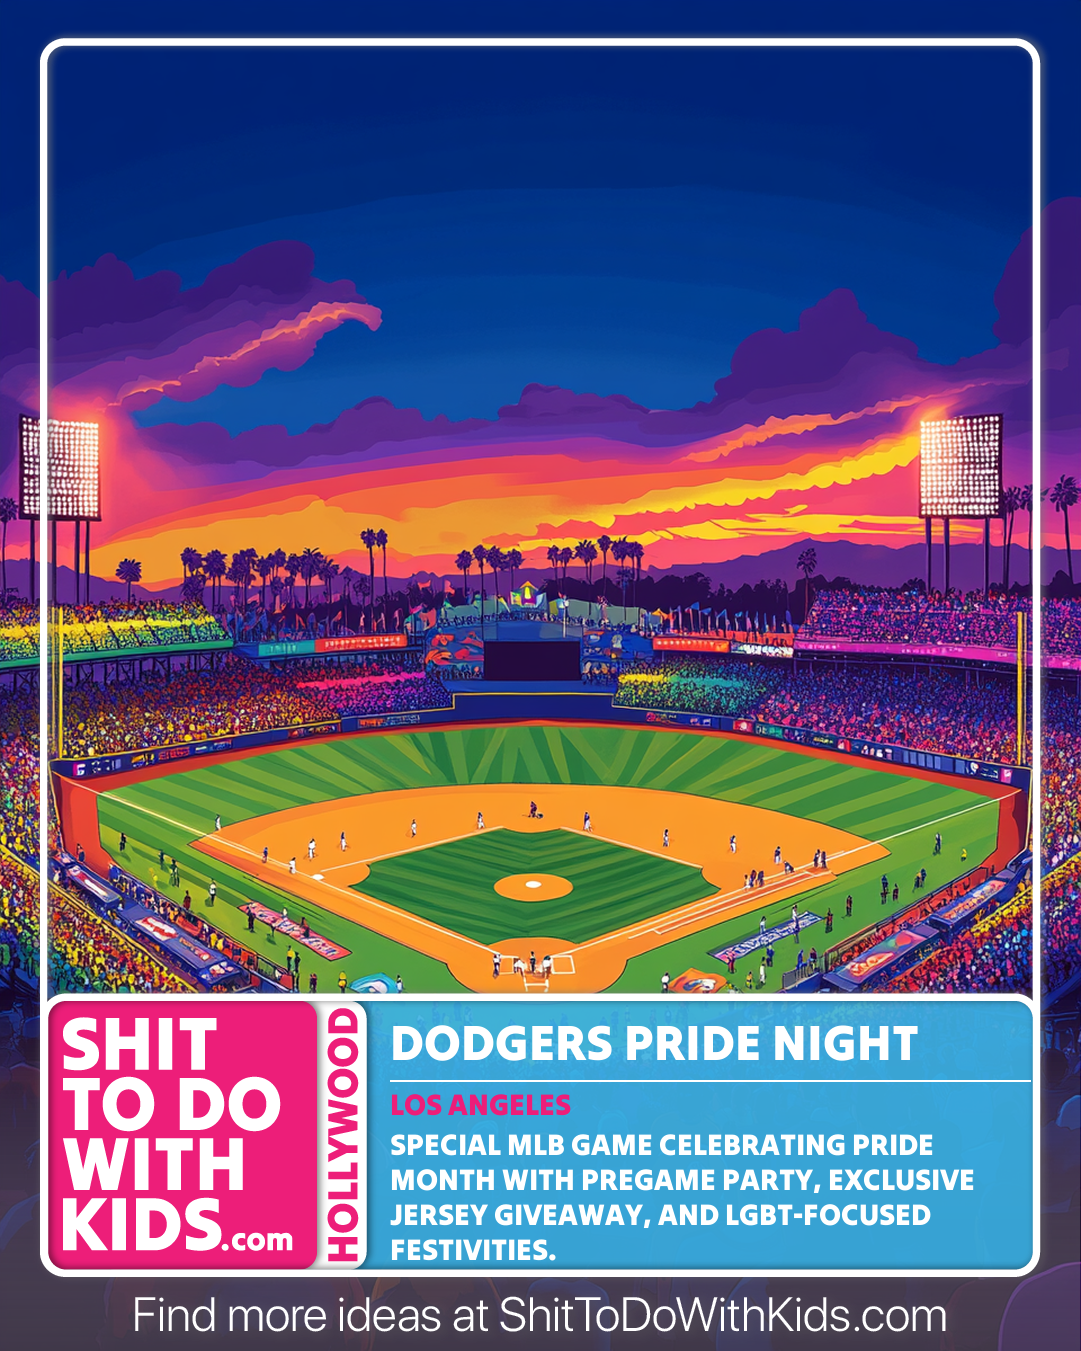 SHIT
TO DO
WITH
KIDS.com
HOLLYWOOD
DODGERS PRIDE NIGHT
LOS ANGELES
SPECIAL MLB GAME CELEBRATING PRIDE
MONTH WITH PREGAME PARTY, EXCLUSIVE
JERSEY GIVEAWAY, AND LGBT-FOCUSED
FESTIVITIES.
Find more ideas at ShitToDoWithKids.com